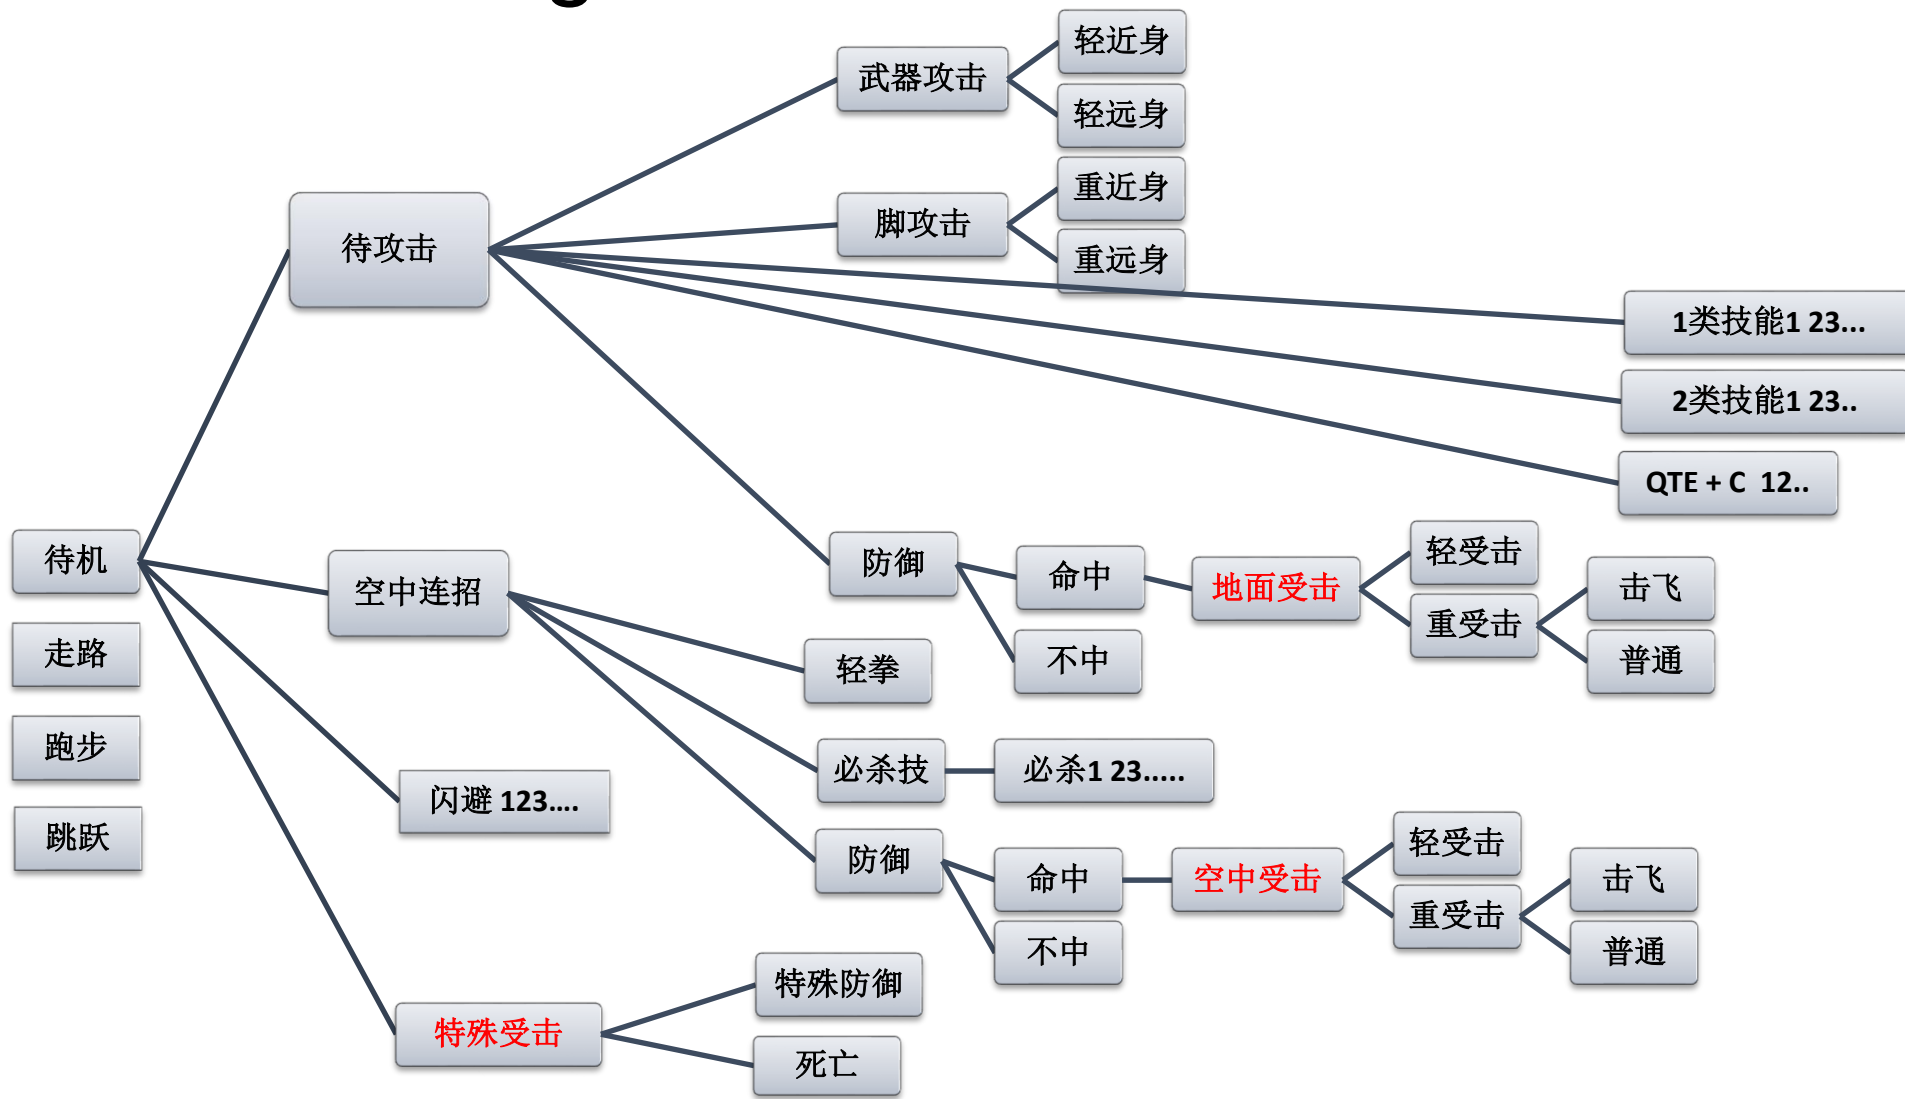 g
轻近身
武器攻击
轻远身
重近身
待攻击
脚攻击
重远身
1类技能1 23...
2类技能1 23..
QTE + C 12..
待机
走路
跑步
跳跃
空中连招
防御
命中
地面受击
轻受击
重受击
击飞
普通
不中
轻拳
必杀技
必杀1 23.....
闪避 123....
防御
命中
空中受击
轻受击
重受击
击飞
普通
不中
特殊受击
特殊防御
死亡